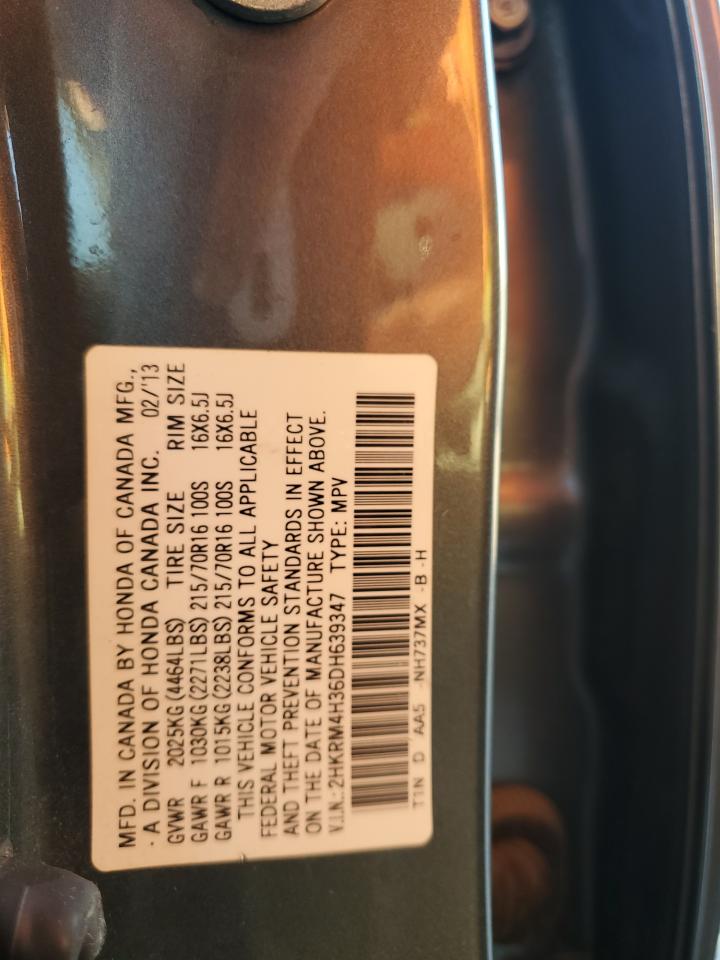 MFD. IN CANADA BY HONDA OF CANADA MFG.,
A DIVISION OF HONDA CANADA INC. 02/'13
GVWR 2025KG(4464LBS) TIRE SIZE RIM SIZE
GAWR F 1030KG(2271LBS)215/70R16 100S 16X6.5J
GAWR R 1015KG(2238LBS)215/70R16 100S 16X6.5J
THIS VEHICLE CONFORMS TO ALL APPLICABLE
FEDERAL MOTOR VEHICLE SAFETY
AND THEFT PREVENTION STANDARDS IN EFFECT
ON THE DATE OF MANUFACTURE SHOWN ABOVE.
V.I.N.: 2HKRM4H36DH639347 TYPE: MPV
T1N D AA5 -NH737MX -B -H